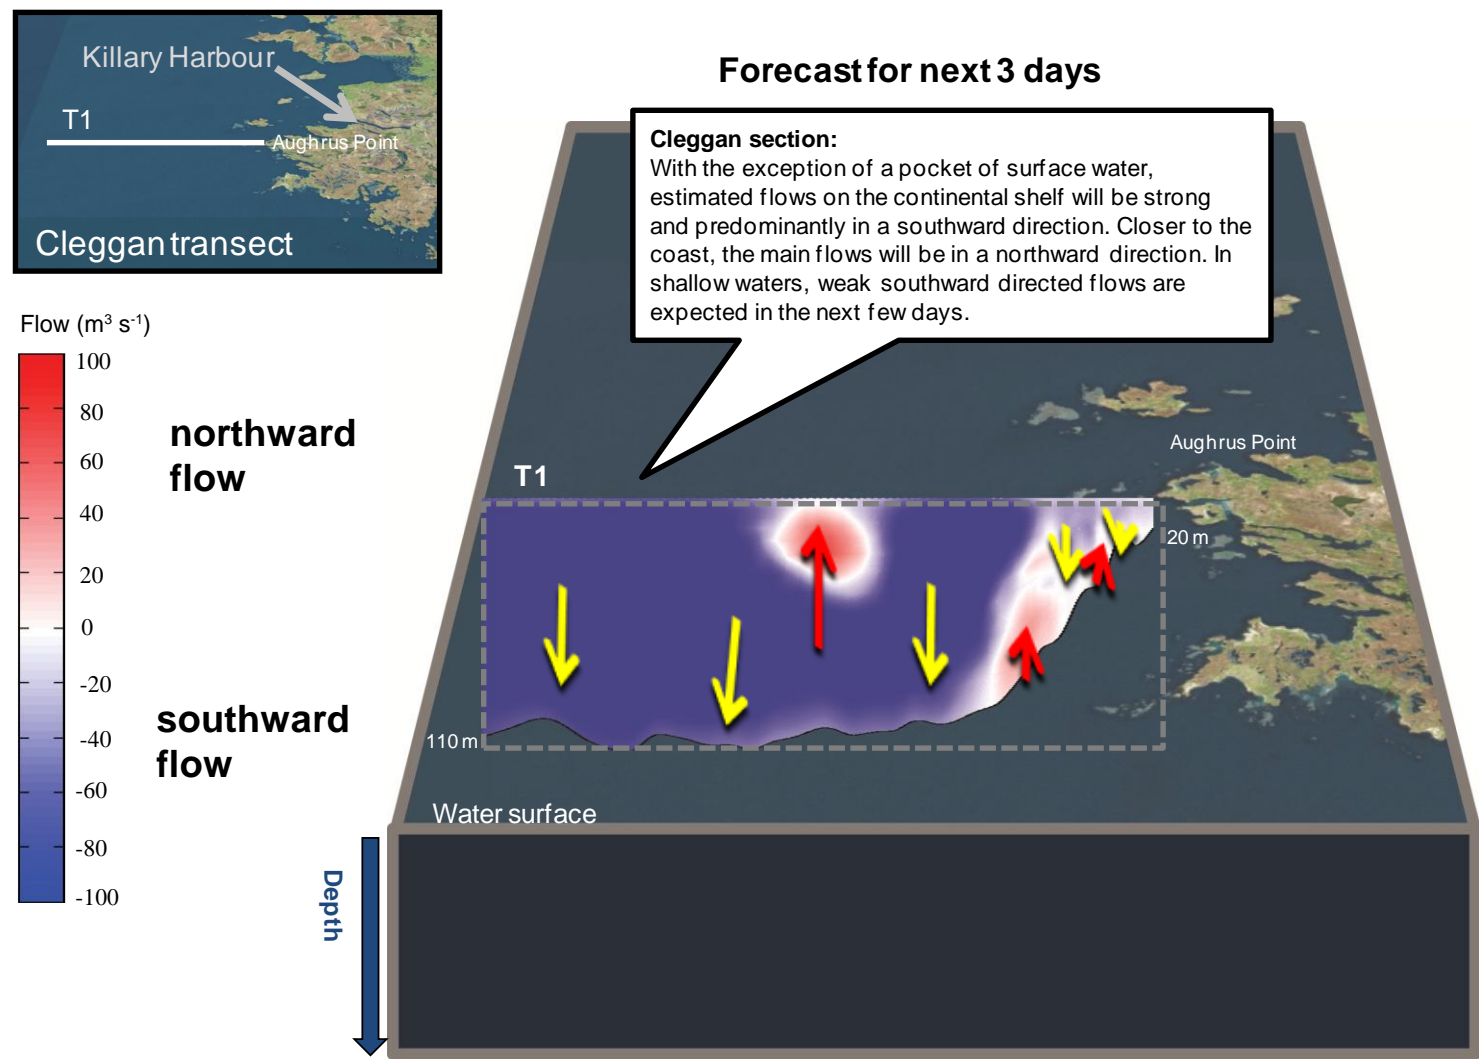 Killary Harbour
T1
Aughrus Point
Cleggan transect
Forecast for next 3 days
Cleggan section:
With the exception of a pocket of surface water,
estimated flows on the continental shelf will be strong
and predominantly in a southward direction. Closer to the
coast, the main flows will be in a northward direction. In
shallow waters, weak southward directed flows are
expected in the next few days.
Flow (m³ s⁻¹)
100
80
60
40
20
0
-20
-40
-60
-80
-100
northward
flow
southward
flow
Aughrus Point
T1
20 m
110 m
Water surface
Depth